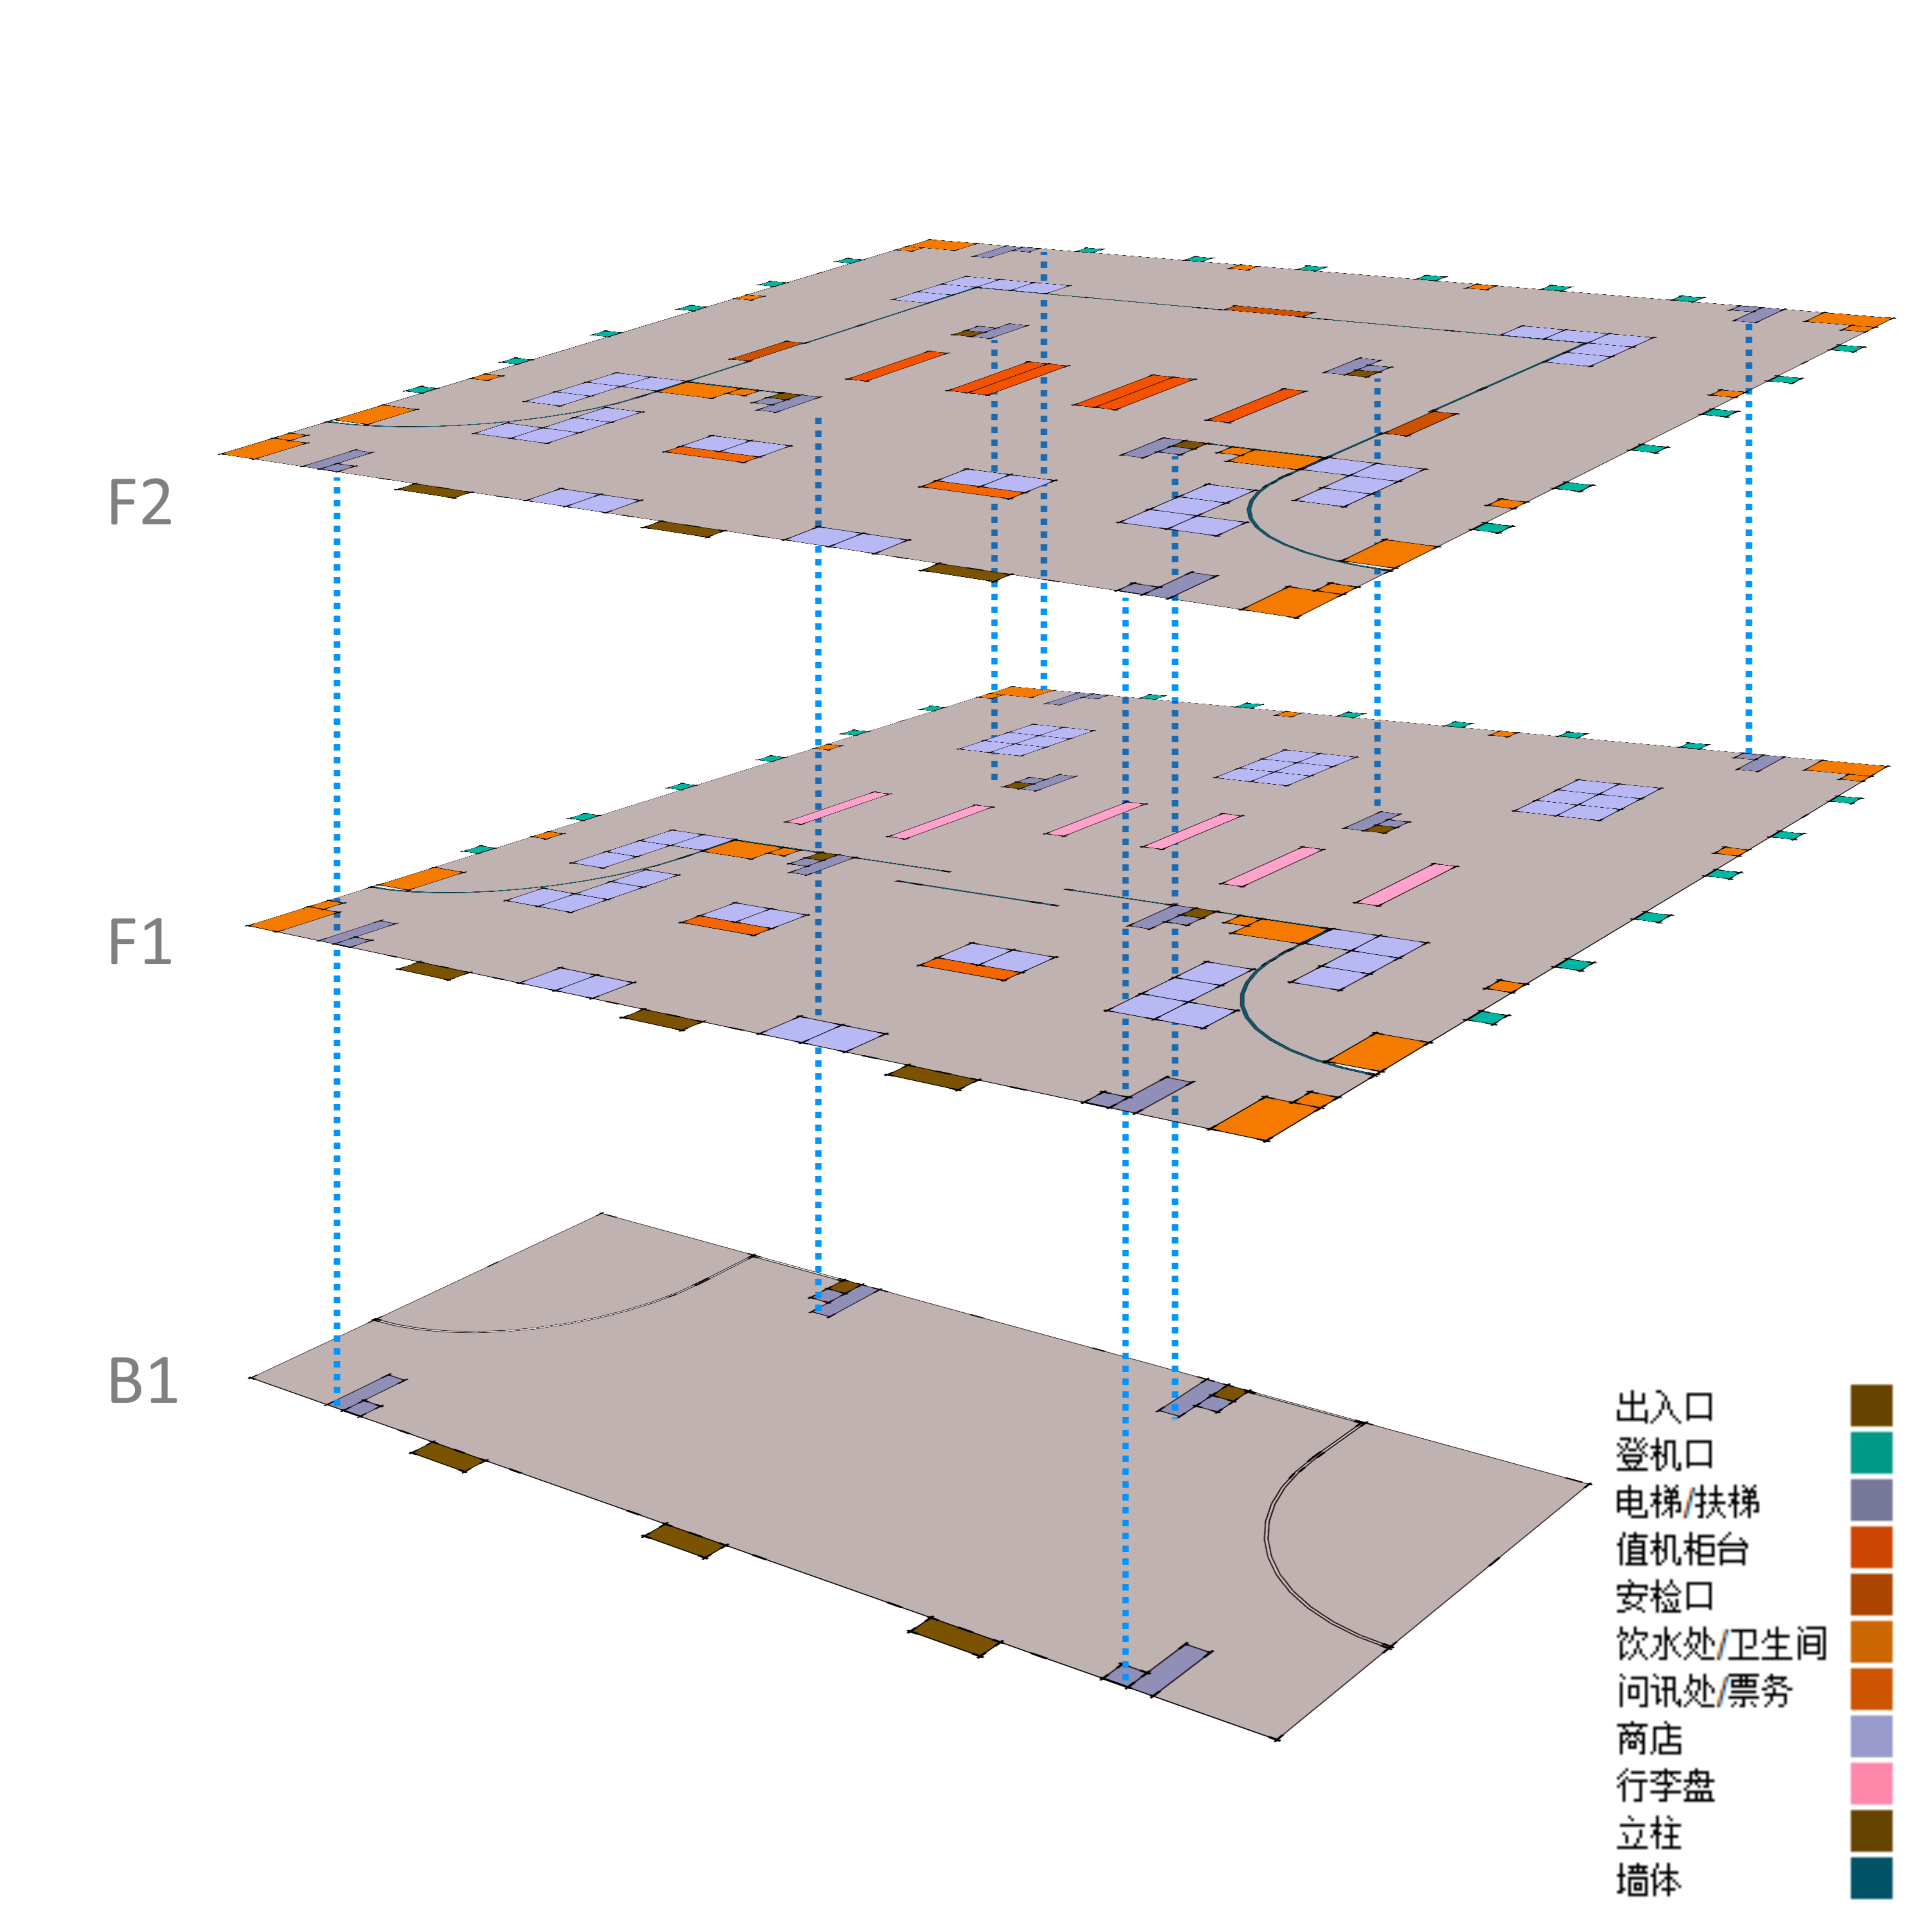 F2
F1
B1
出入口
登机口
电梯/扶梯
值机柜台
安检口
饮水处/卫生间
问讯处/票务
商店
行李盘
立柱
墙体